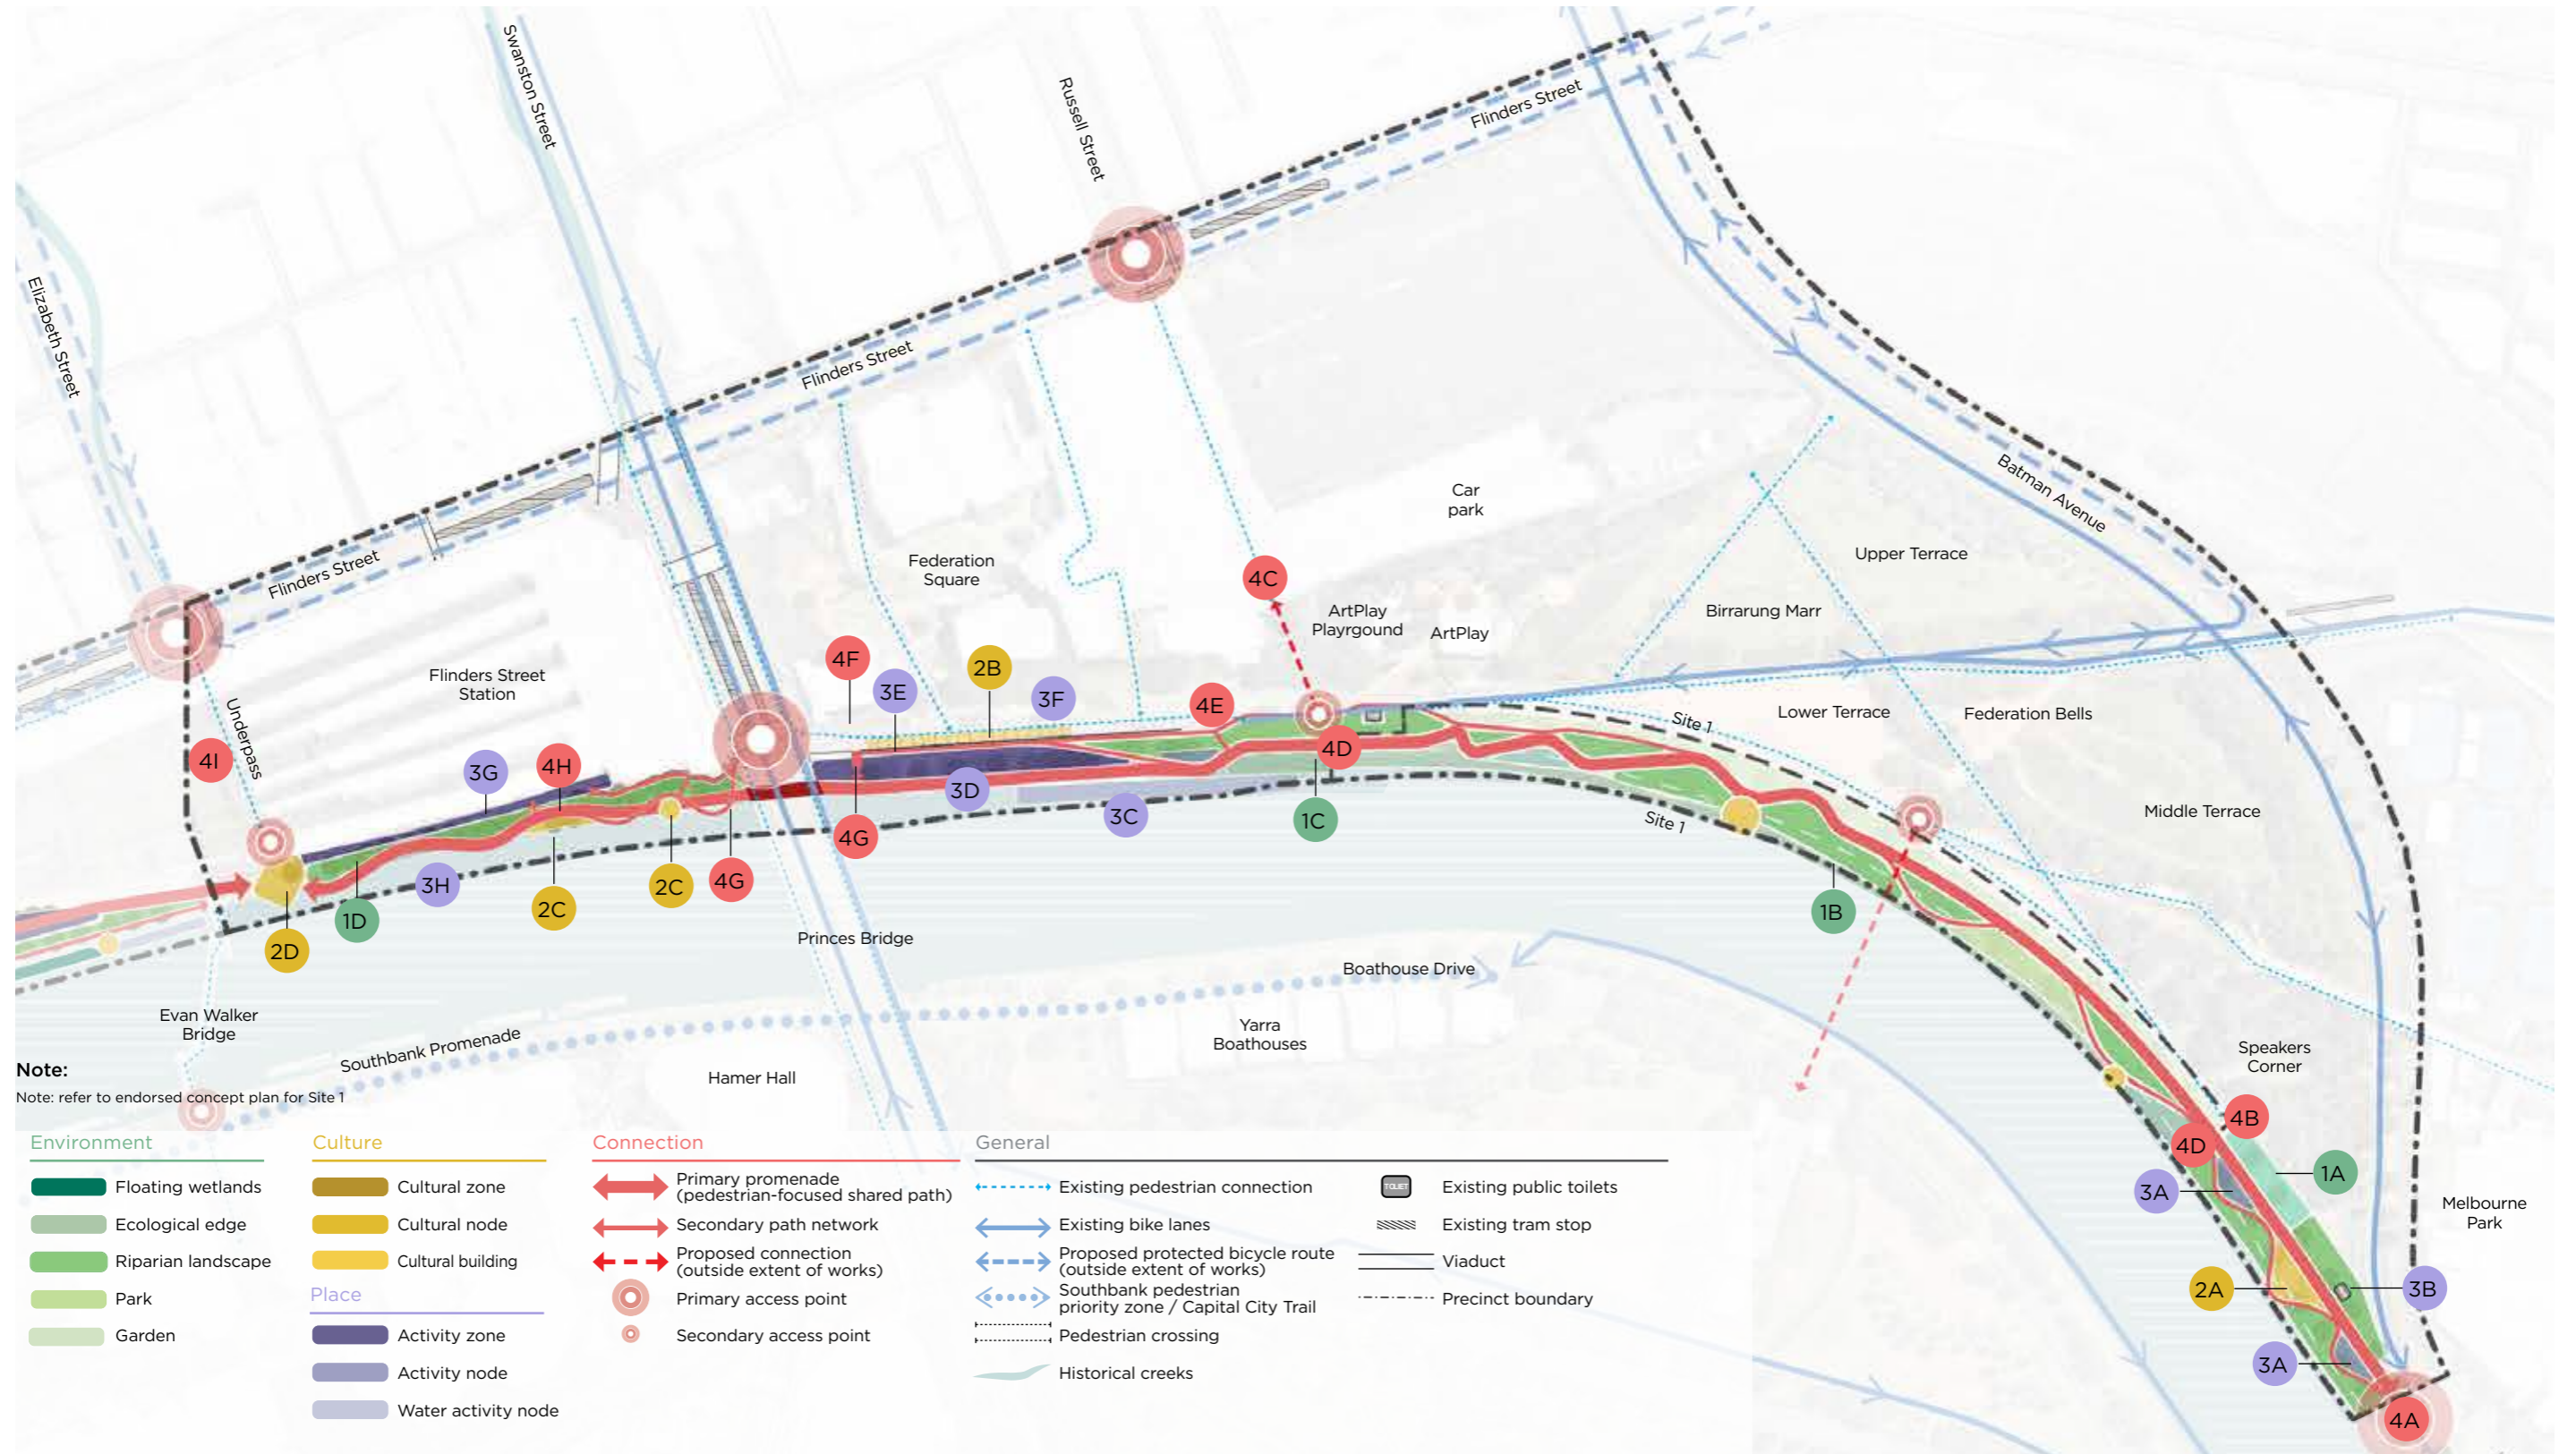 Swanston Street
Russell Street
Flinders Street
Elizabeth Street
Flinders Street
Flinders Street
Batman Avenue
Car
park
Federation
Square
Upper Terrace
4C
ArtPlay
Playrground
ArtPlay
Birrarung Marr
4F
3E
2B
3F
4E
Flinders Street
Station
Underpass
4I
3G
4H
Site 1
Lower Terrace
Federation Bells
4D
3D
3C
4G
1C
Site 1
Middle Terrace
1D
3H
2C
2C
4G
1B
2D
Princes Bridge
Boathouse Drive
Evan Walker
Bridge
Southbank Promenade
Yarra
Boathouses
Hamer Hall
Speakers
Corner
4B
4D
1A
3A
Melbourne
Park
2A
3B
3A
4A
Note:
Note: refer to endorsed concept plan for Site 1
Environment
Floating wetlands
Ecological edge
Riparian landscape
Park
Garden
Culture
Cultural zone
Cultural node
Cultural building
Place
Activity zone
Activity node
Water activity node
Connection
Primary promenade
(pedestrian-focused shared path)
Secondary path network
Proposed connection
(outside extent of works)
Primary access point
Secondary access point
General
Existing pedestrian connection
Existing bike lanes
Proposed protected bicycle route
(outside extent of works)
Southbank pedestrian
priority zone / Capital City Trail
Pedestrian crossing
Historical creeks
TOILET
Existing public toilets
Existing tram stop
Viaduct
Precinct boundary